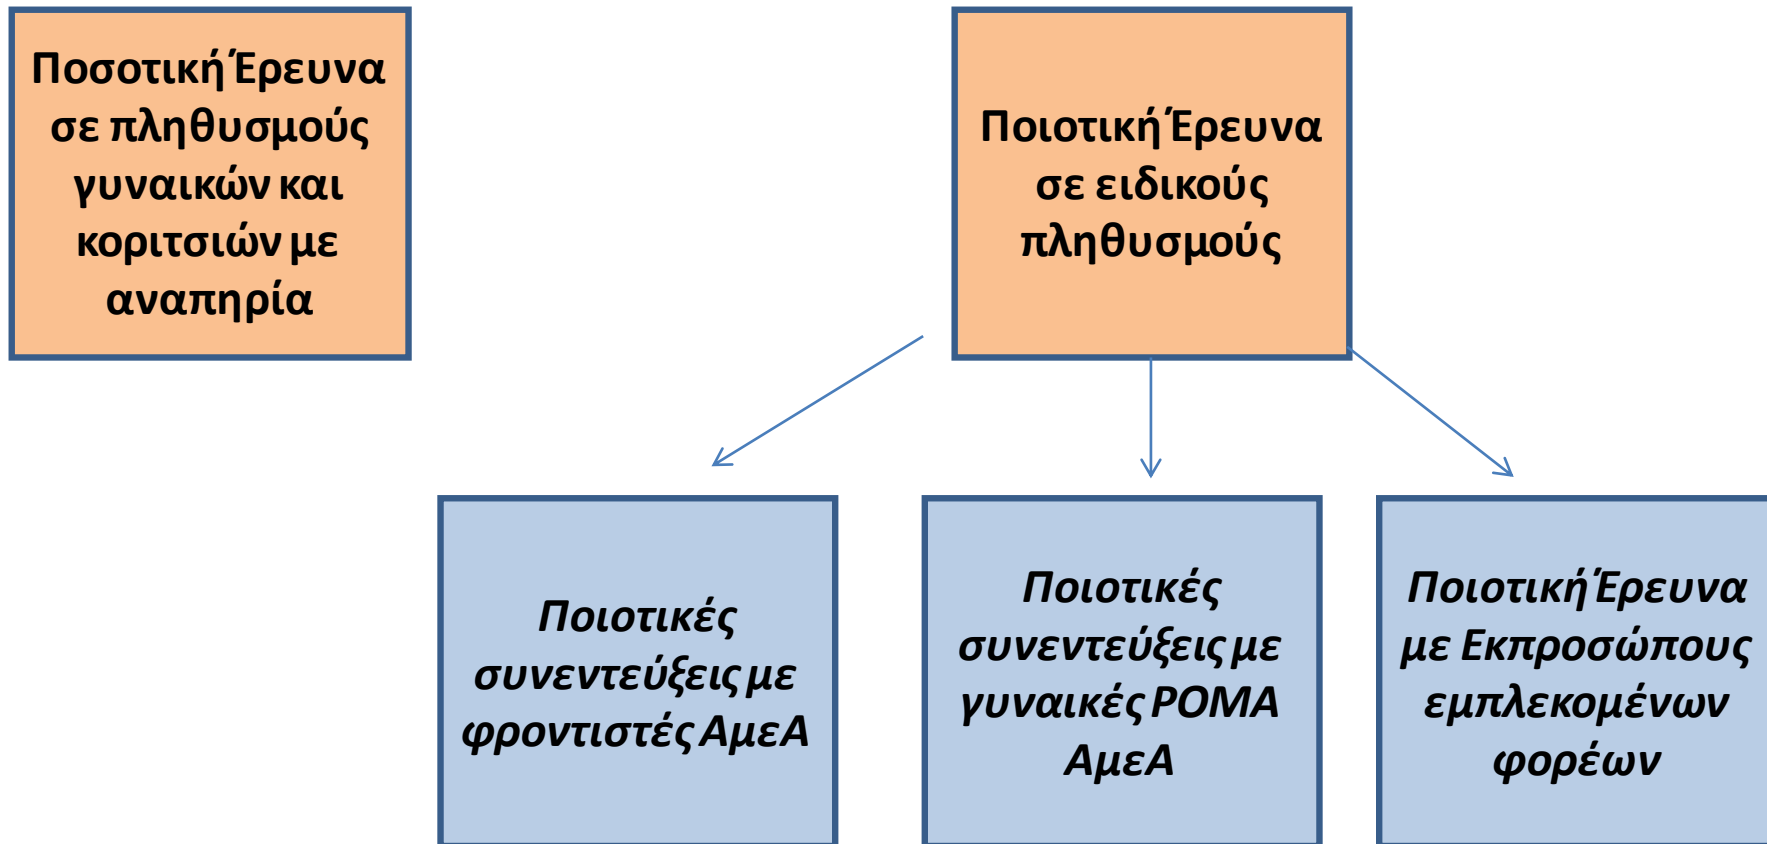 Ποσοτική Έρευνα
σε πληθυσμούς
γυναικών και
κοριτσιών με
αναπηρία
Ποιοτική Έρευνα
σε ειδικούς
πληθυσμούς
Ποιοτικές
συνεντεύξεις με
φροντιστές ΑμεΑ
Ποιοτικές
συνεντεύξεις με
γυναικές ΡΟΜΑ
ΑμεΑ
Ποιοτική Έρευνα
με Εκπροσώπους
εμπλεκομένων
φορέων